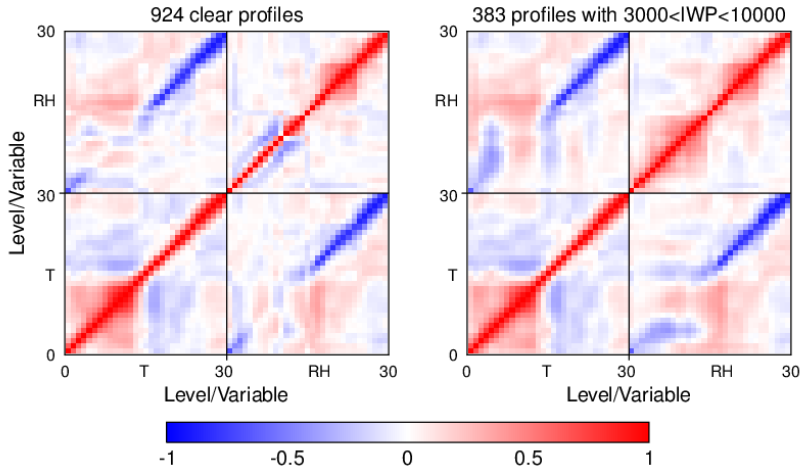 924 clear profiles
383 profiles with 3000<IWP<10000
30
RH
30
T
0
0
T
30
RH
30
Level/Variable
Level/Variable
30
RH
30
T
0
0
T
30
RH
30
Level/Variable
-1
-0.5
0
0.5
1